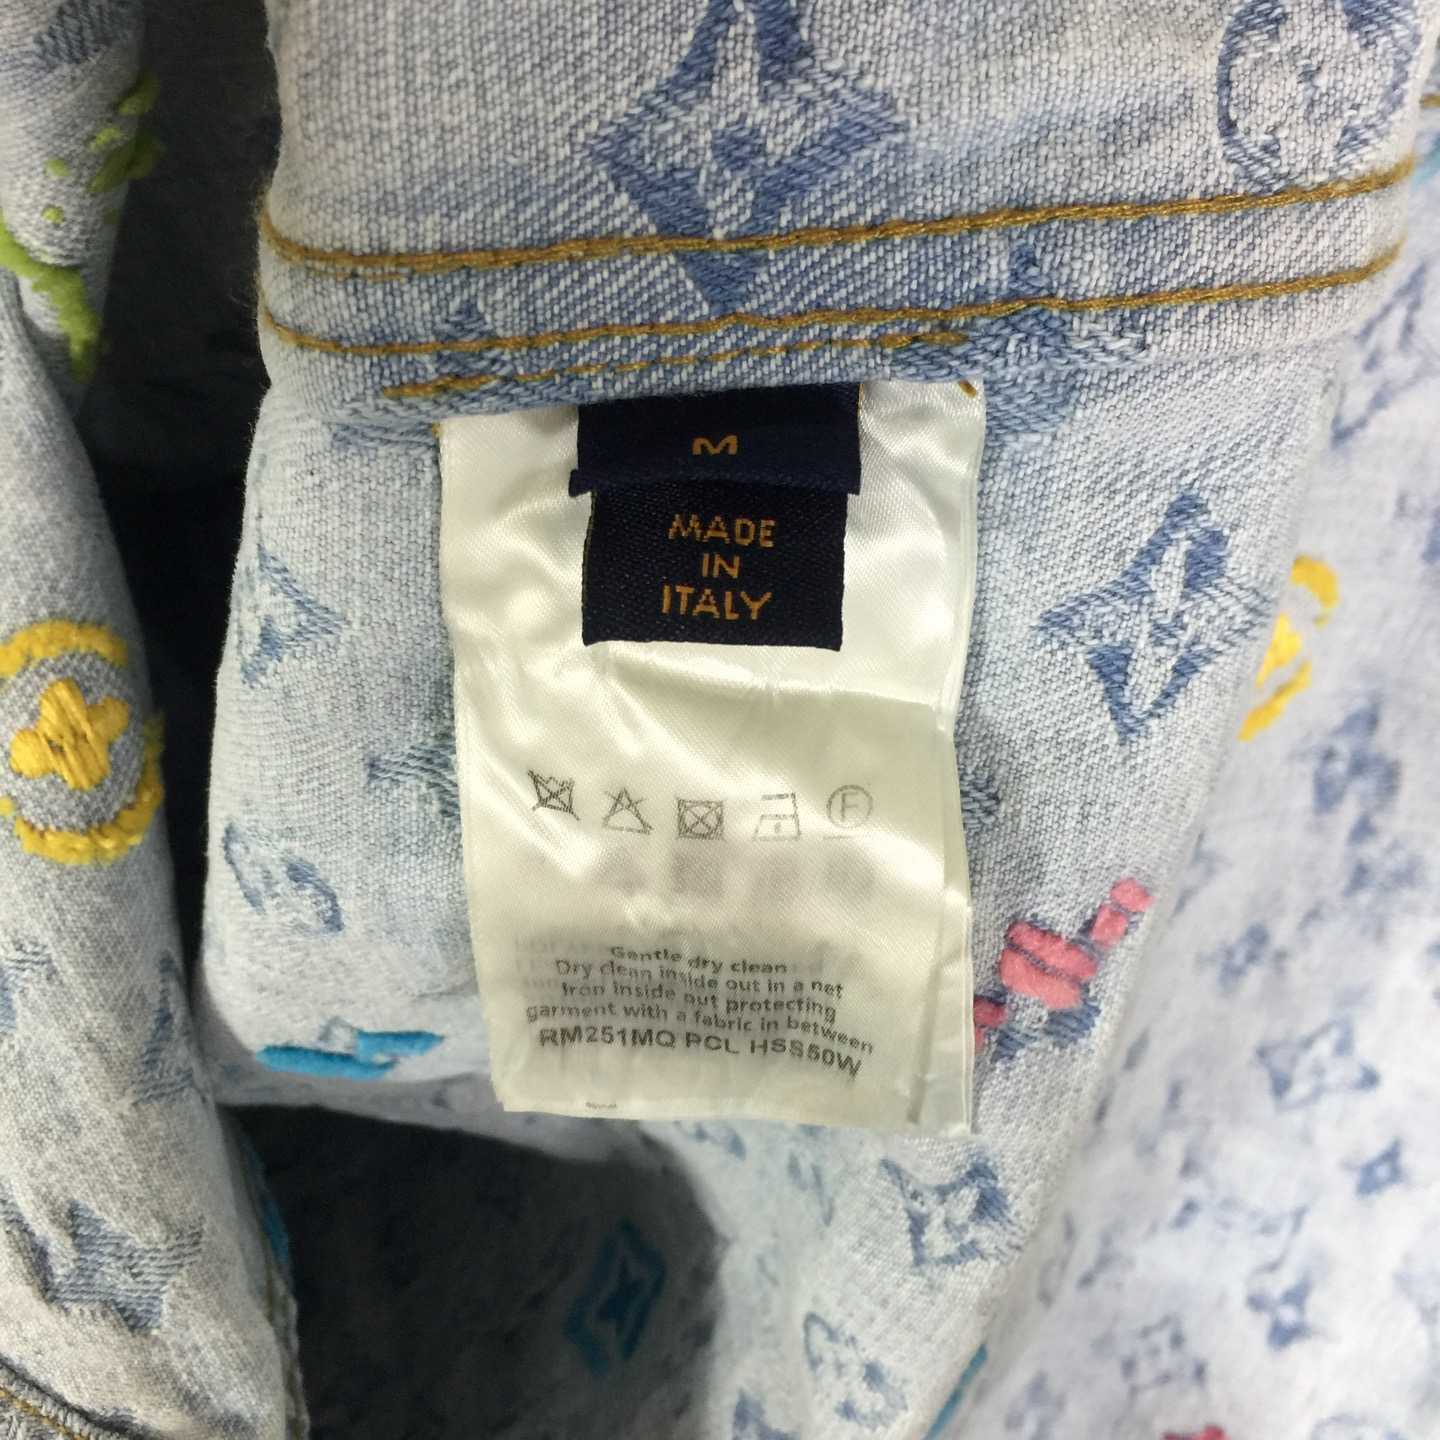 M
MADE
IN
ITALY
F
Gentle dry clean
Dry clean inside out in a net
Iron inside out protecting
garment with a fabric in between
RM251MQ PCL HSS50W